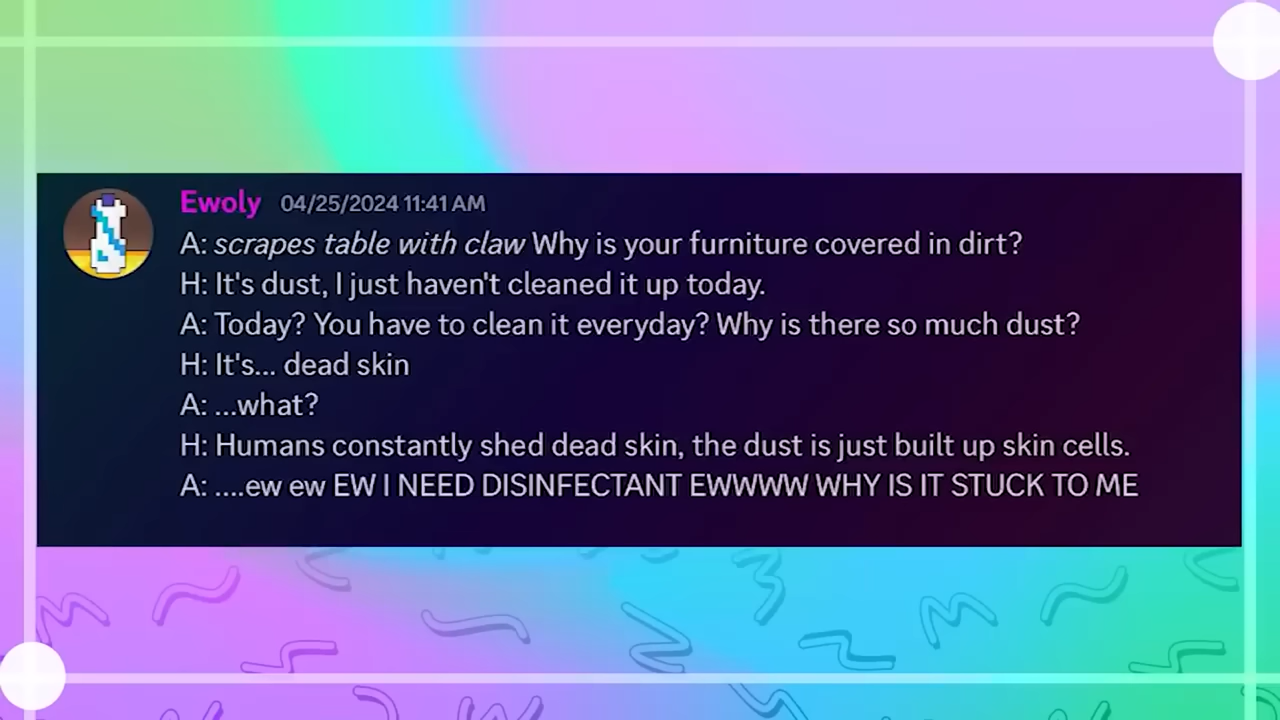 Ewoly 04/25/2024 11:41 AM
A: scrapes table with claw Why is your furniture covered in dirt?
H: It's dust, I just haven't cleaned it up today.
A: Today? You have to clean it everyday? Why is there so much dust?
H: It's... dead skin
A: ...what?
H: Humans constantly shed dead skin, the dust is just built up skin cells.
A: ....ew ew EW I NEED DISINFECTANT EWWWW WHY IS IT STUCK TO ME